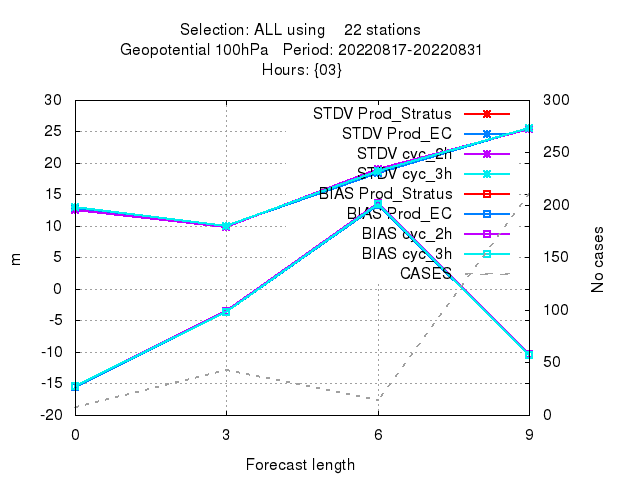 Selection: ALL using 22 stations
Geopotential 100hPa Period: 20220817-20220831
Hours: {03}
30 300
25
20 250
15 200
10
5 150
0
-5 100
-10
-15 50
-20 0
m
No cases
STDV Prod_Stratus
STDV Prod_EC
STDV cyc_2h
STDV cyc_3h
BIAS Prod_Stratus
BIAS Prod_EC
BIAS cyc_2h
BIAS cyc_3h
CASES
0 3 6 9
Forecast length